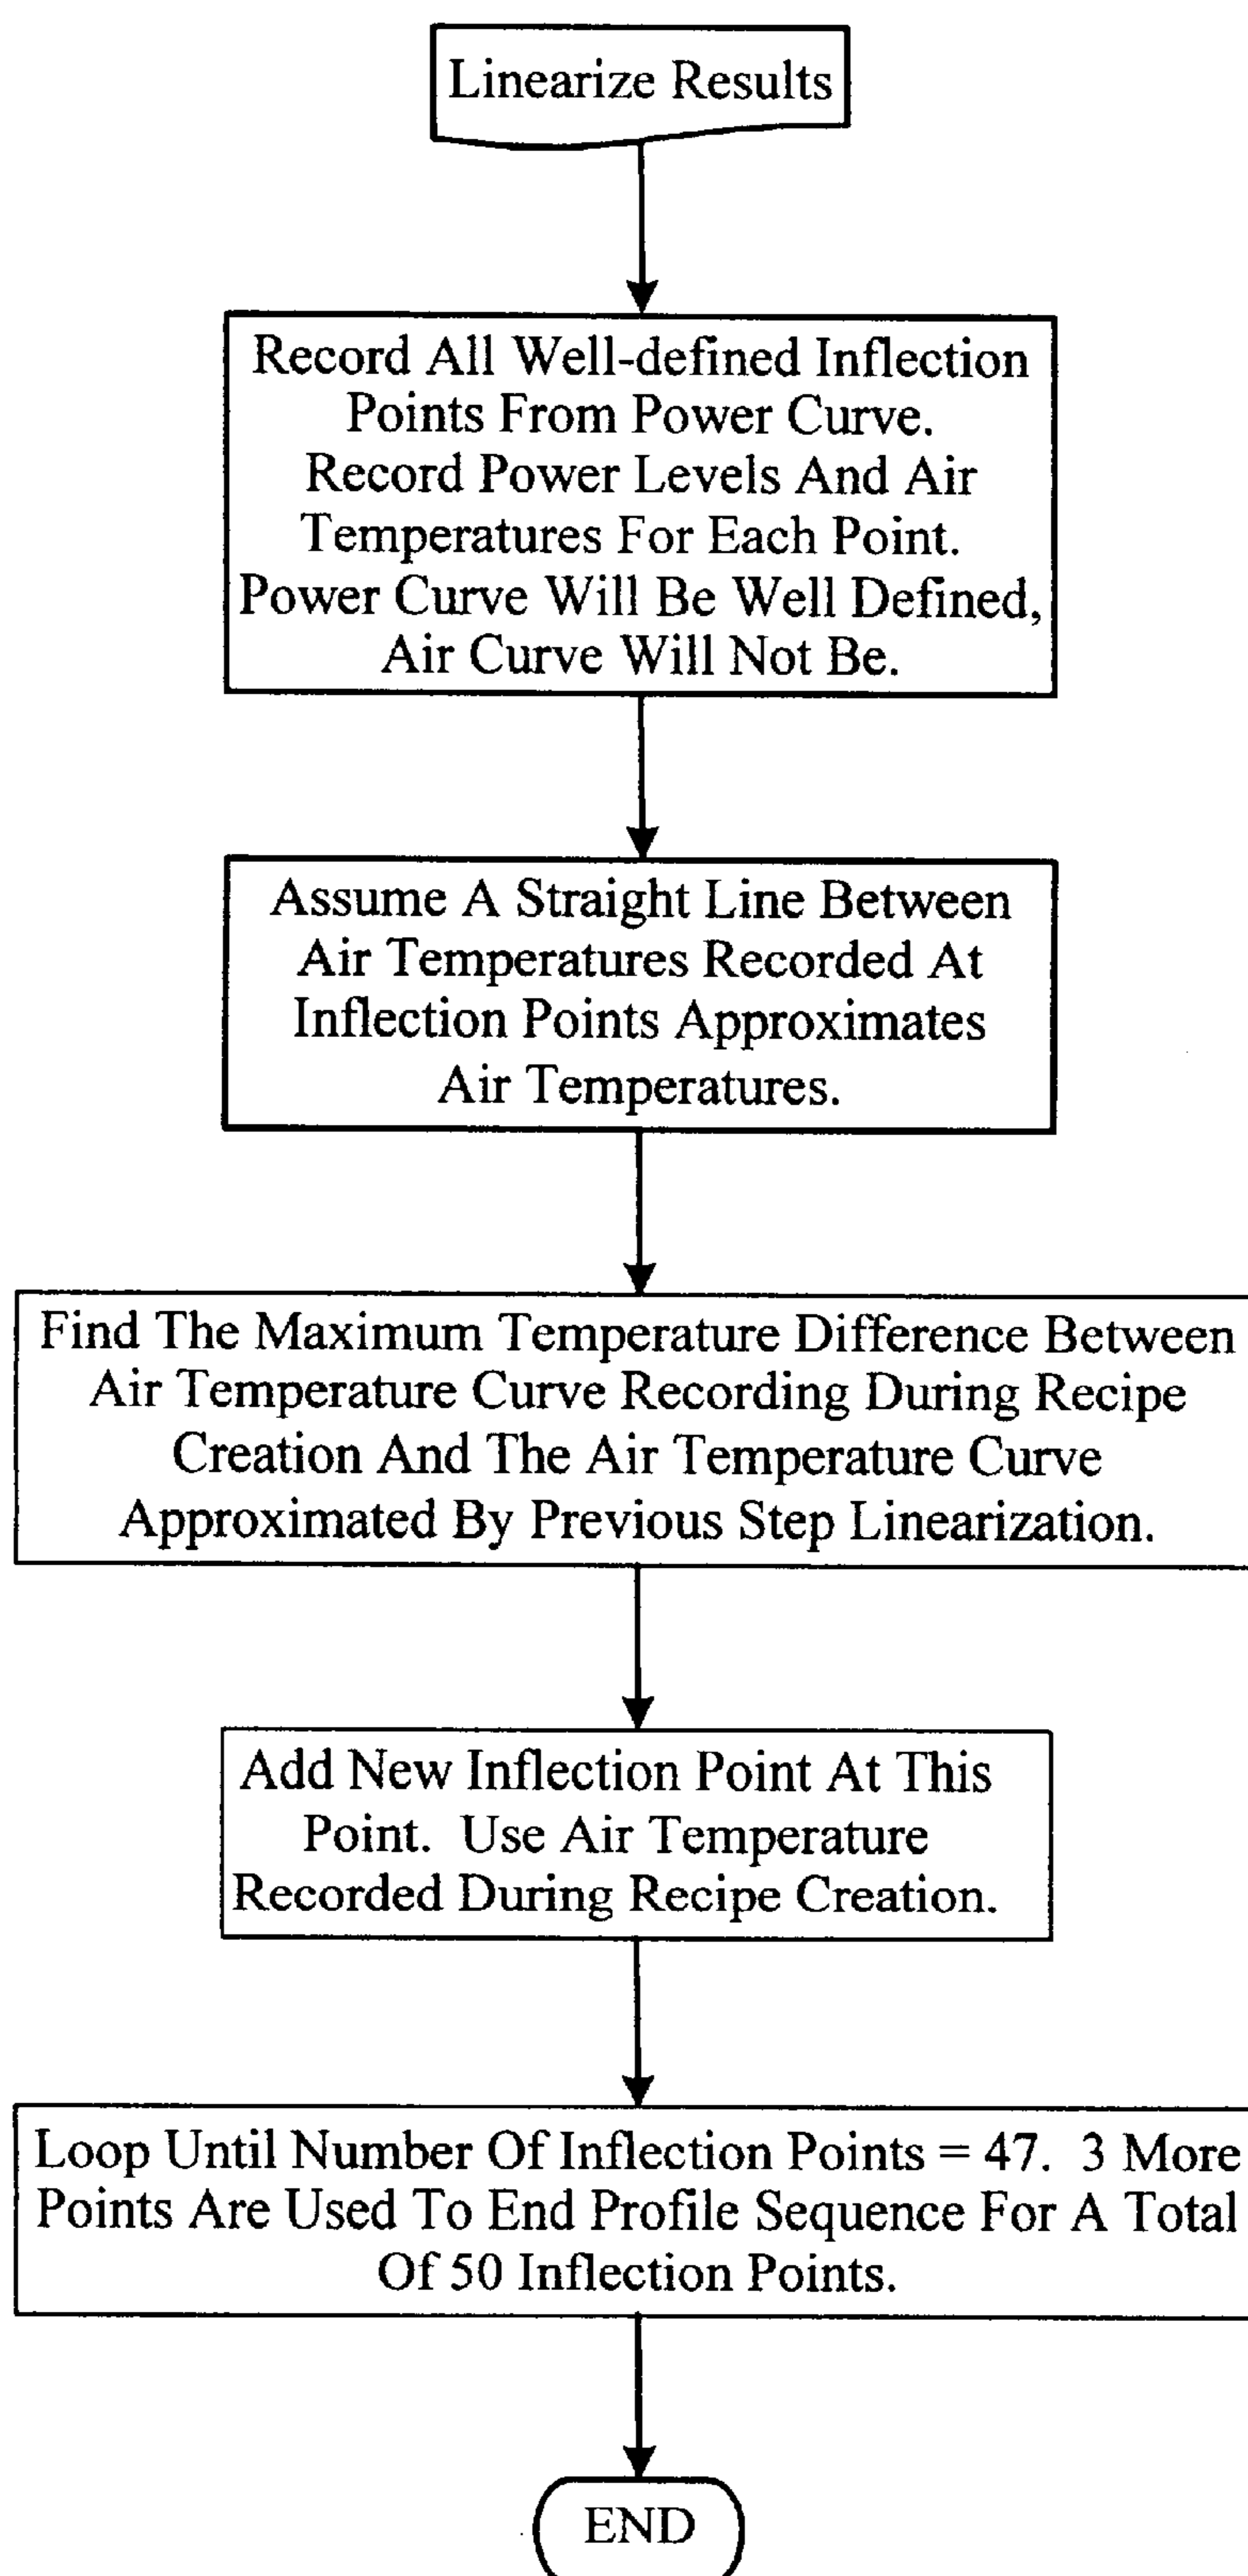 Linearize Results
Record All Well-defined Inflection
Points From Power Curve.
Record Power Levels And Air
Temperatures For Each Point.
Power Curve Will Be Well Defined,
Air Curve Will Not Be.
Assume A Straight Line Between
Air Temperatures Recorded At
Inflection Points Approximates
Air Temperatures.
Find The Maximum Temperature Difference Between
Air Temperature Curve Recording During Recipe
Creation And The Air Temperature Curve
Approximated By Previous Step Linearization.
Add New Inflection Point At This
Point. Use Air Temperature
Recorded During Recipe Creation.
Loop Until Number Of Inflection Points = 47. 3 More
Points Are Used To End Profile Sequence For A Total
Of 50 Inflection Points.
END